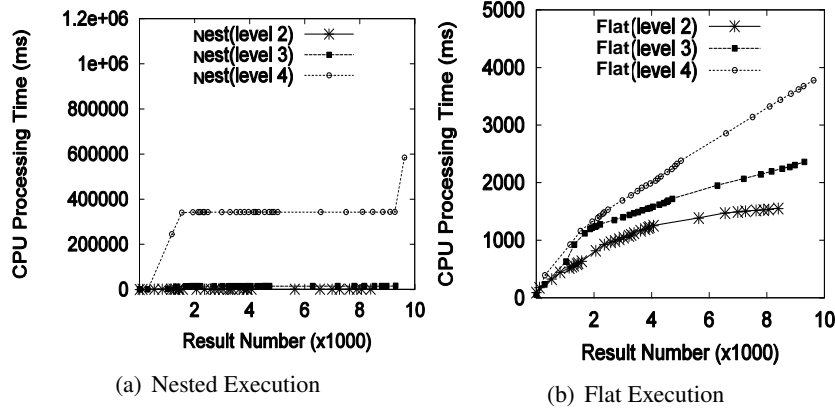 1.2e+06
1e+06
800000
600000
400000
200000
0
CPU Processing Time (ms)
Nest(level 2)
Nest(level 3)
Nest(level 4)
0 2 4 6 8 10
Result Number (x1000)
(a) Nested Execution
5000
4000
3000
2000
1000
0
CPU Processing Time (ms)
Flat(level 2)
Flat(level 3)
Flat(level 4)
2 4 6 8 10
Result Number (x1000)
(b) Flat Execution